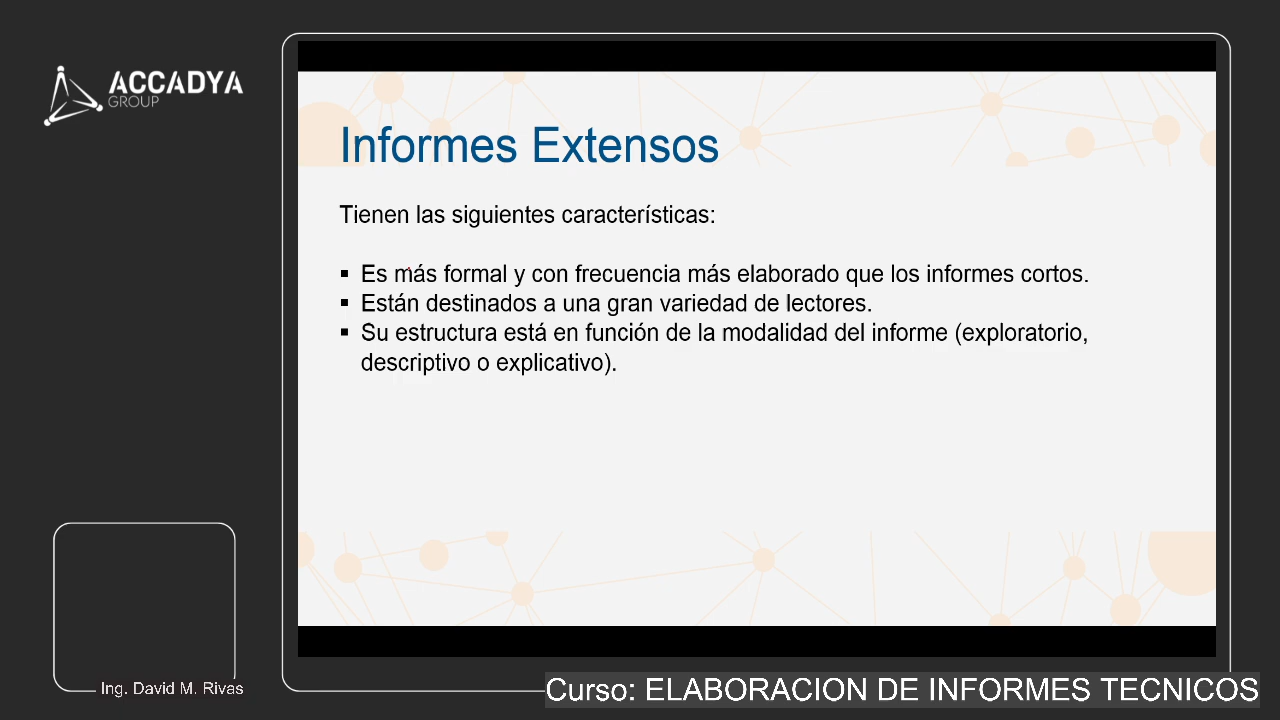 ACCADYA
GROUP
Informes Extensos
Tienen las siguientes características:
▪ Es más formal y con frecuencia más elaborado que los informes cortos.
▪ Están destinados a una gran variedad de lectores.
▪ Su estructura está en función de la modalidad del informe (exploratorio,
descriptivo o explicativo).
Ing. David M. Rivas
Curso: ELABORACION DE INFORMES TECNICOS